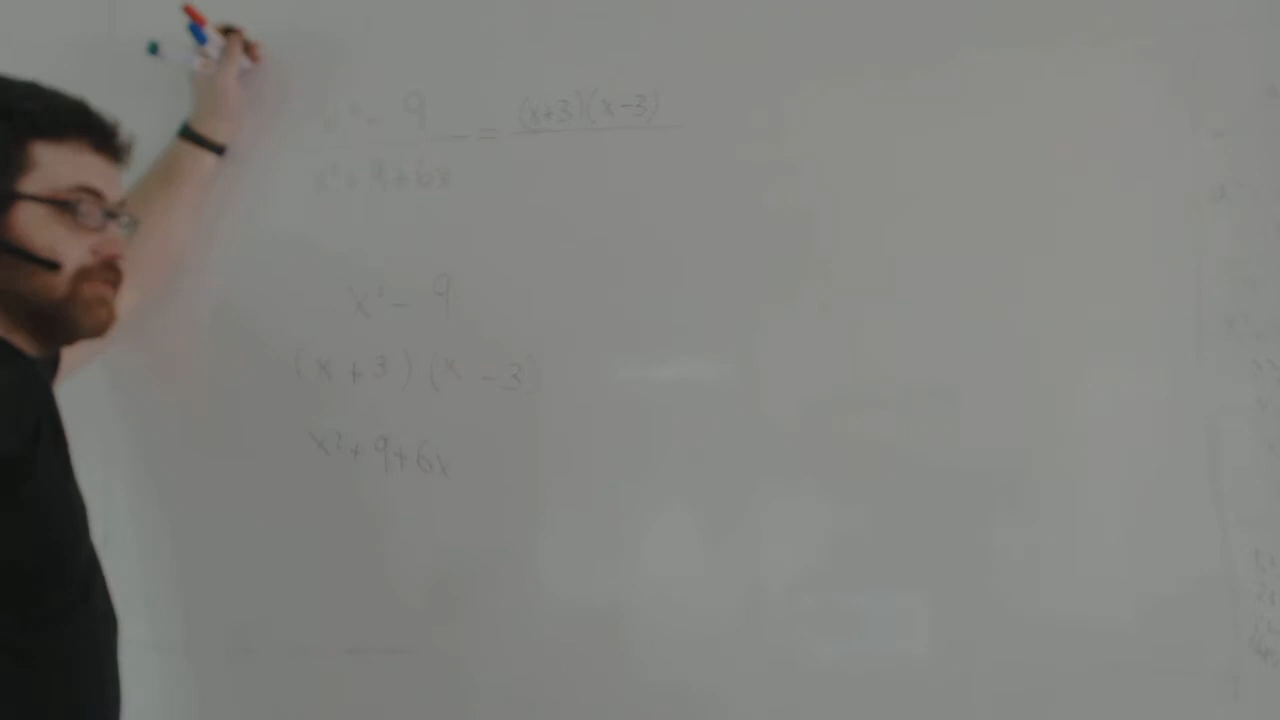 x² - 9 = (x+3)(x-3)
x² + 9 + 6x
x² - 9
(x + 3) (x - 3)
x² + 9 + 6x